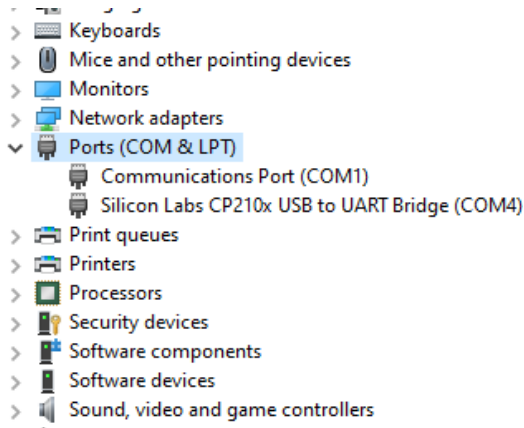 Keyboards
Mice and other pointing devices
Monitors
Network adapters
Ports (COM & LPT)
Communications Port (COM1)
Silicon Labs CP210x USB to UART Bridge (COM4)
Print queues
Printers
Processors
Security devices
Software components
Software devices
Sound, video and game controllers